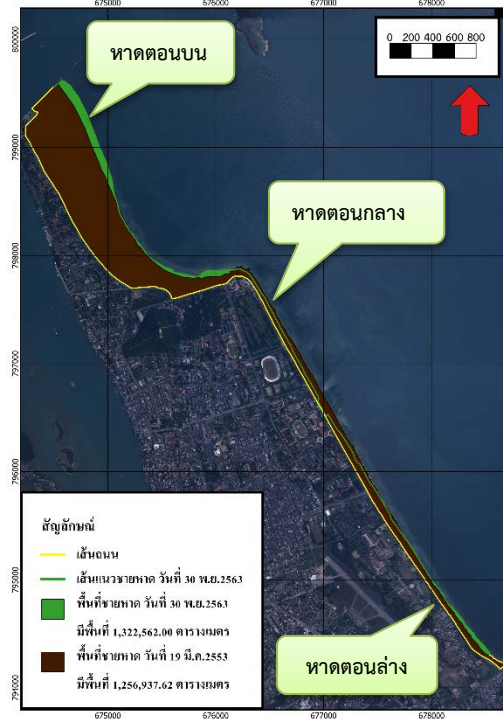 675000 676000 677000 678000
800000
799000
798000
797000
796000
795000
794000
หาดตอนบน
0 200 400 600 800
หาดตอนกลาง
หาดตอนล่าง
สัญลักษณ์
เส้นถนน
เส้นแนวชายหาด วันที่ 30 พ.ย.2563
พื้นที่ชายหาด วันที่ 30 พ.ย.2563
มีพื้นที่ 1,322,562.00 ตารางเมตร
พื้นที่ชายหาด วันที่ 19 มี.ค.2553
มีพื้นที่ 1,256,937.62 ตารางเมตร
675000 676000 677000 678000